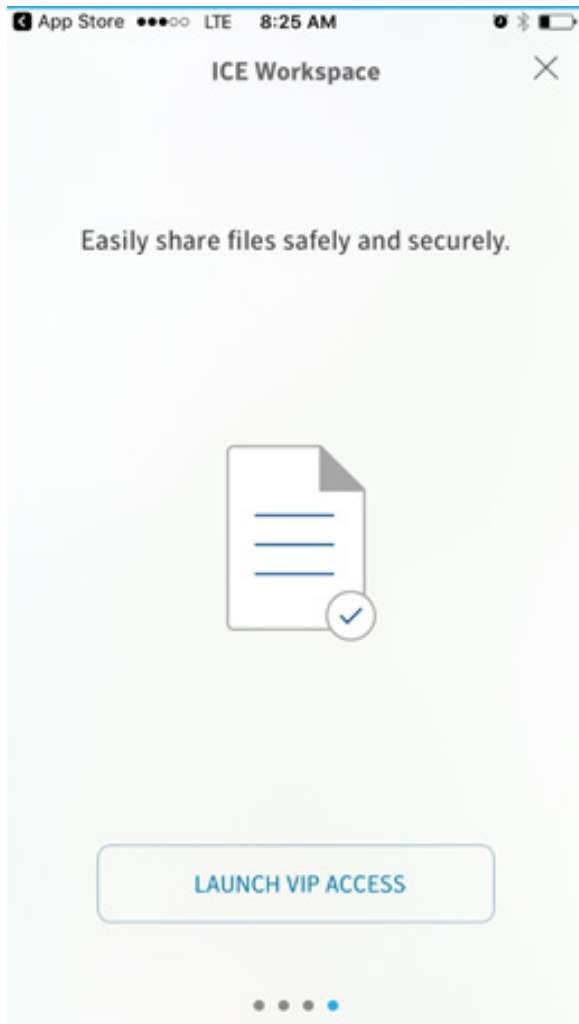 App Store LTE 8:25 AM
ICE Workspace
Easily share files safely and securely.
LAUNCH VIP ACCESS